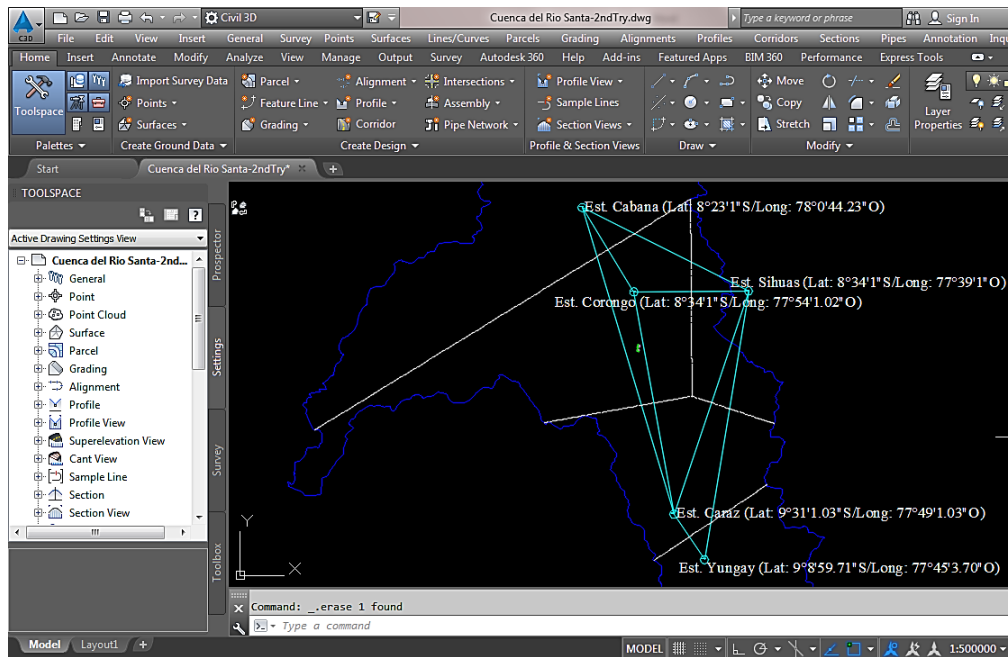 Civil 3D
Cuenca del Rio Santa-2ndTry.dwg
Type a keyword or phrase
Sign In
C3D
File Edit View Insert General Survey Points Surfaces Lines/Curves Parcels Grading Alignments Profiles Corridors Sections Pipes Annotation Inqu
Home Insert Annotate Modify Analyze View Manage Output Survey Autodesk 360 Help Add-ins Featured Apps BIM 360 Performance Express Tools
Toolspace
Import Survey Data
Points
Surfaces
Parcel
Feature Line
Grading
Alignment
Profile
Corridor
Intersections
Assembly
Pipe Network
Profile View
Sample Lines
Section Views
Move
Copy
Stretch
Layer
Properties
Palettes Create Ground Data Create Design Profile & Section Views Draw Modify
Start Cuenca del Rio Santa-2ndTry*
TOOLSPACE
Active Drawing Settings View
Cuenca del Rio Santa-2nd...
General
Point
Point Cloud
Surface
Parcel
Grading
Alignment
Profile
Profile View
Superelevation View
Cant View
Sample Line
Section
Section View
Prospector
Settings
Survey
Toolbox
Est. Cabana (Lat: 8°23'1"S/Long: 78°0'44.23"O)
Est. Sihuas (Lat: 8°34'1"S/Long: 77°39'1"O)
Est. Corongo (Lat: 8°34'1"S/Long: 77°54'1.02"O)
Est. Caraz (Lat: 9°31'1.03"S/Long: 77°49'1.03"O)
Est. Yungay (Lat: 9°8'59.71"S/Long: 77°45'3.70"O)
Y
X
Command: _.erase 1 found
Type a command
Model Layout1
MODEL
1:500000